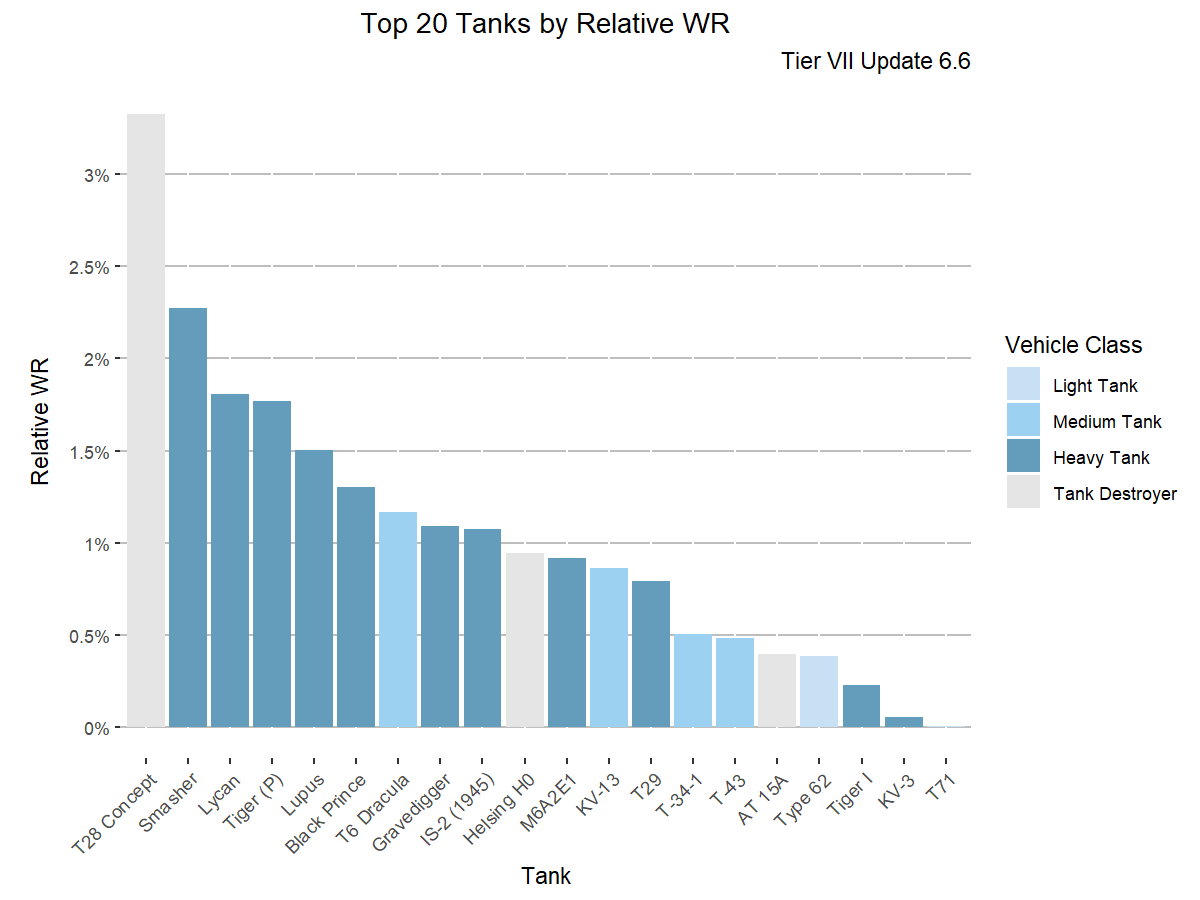 Top 20 Tanks by Relative WR
Tier VII Update 6.6
Relative WR
3%
2.5%
2%
1.5%
1%
0.5%
0%
T28 Concept
Smasher
Lycan
Tiger (P)
Lupus
Black Prince
T6 Dracula
Gravedigger
IS-2 (1945)
Helsing H0
M6A2E1
KV-13
T29
T-34-1
T-43
AT 15A
Type 62
Tiger I
KV-3
T71
Tank
Vehicle Class
Light Tank
Medium Tank
Heavy Tank
Tank Destroyer